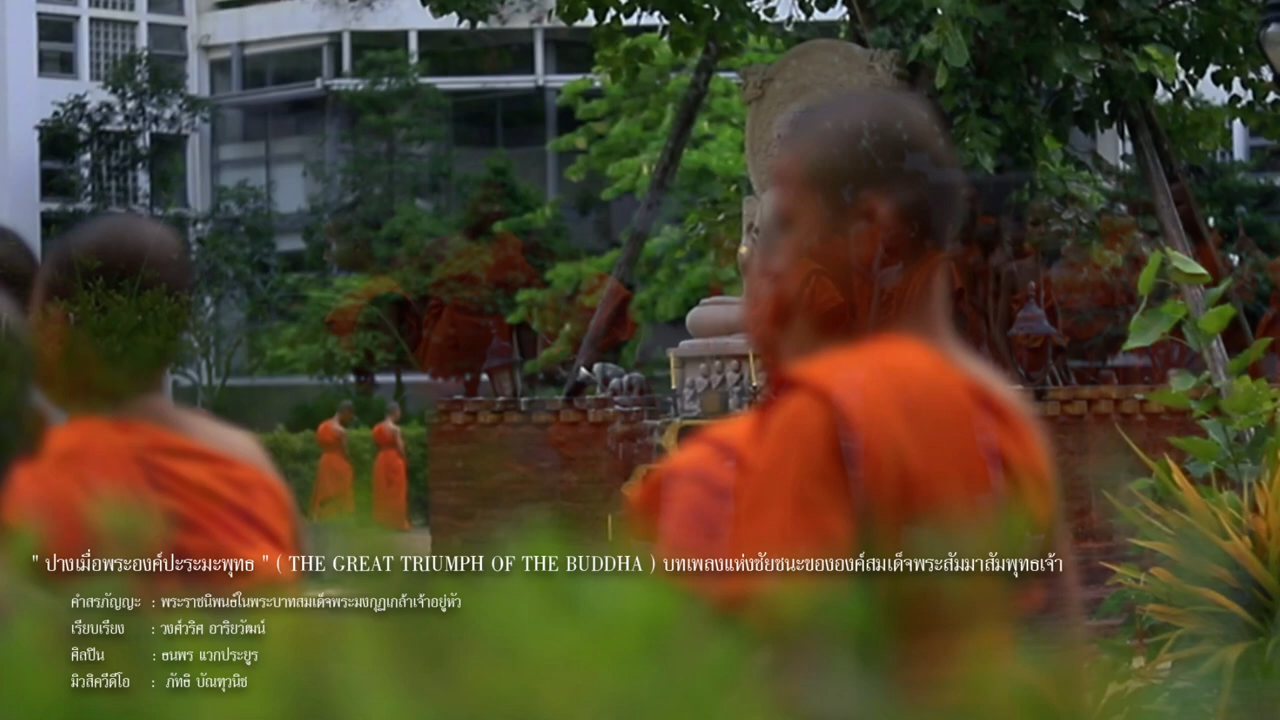 " ปางเมื่อพระองค์ปะระมะพุทธ " ( THE GREAT TRIUMPH OF THE BUDDHA ) บทเพลงแห่งชัยชนะขององค์สมเด็จพระสัมมาสัมพุทธเจ้า
คำสรภัญญะ : พระราชนิพนธ์ในพระบาทสมเด็จพระมงกุฎเกล้าเจ้าอยู่หัว
เรียบเรียง : วงศ์วริศ อาริยวัฒน์
ศิลปิน : ธนพร แวกประยูร
มิวสิควีดีโอ : ภัทธิ บัณฑุวนิช